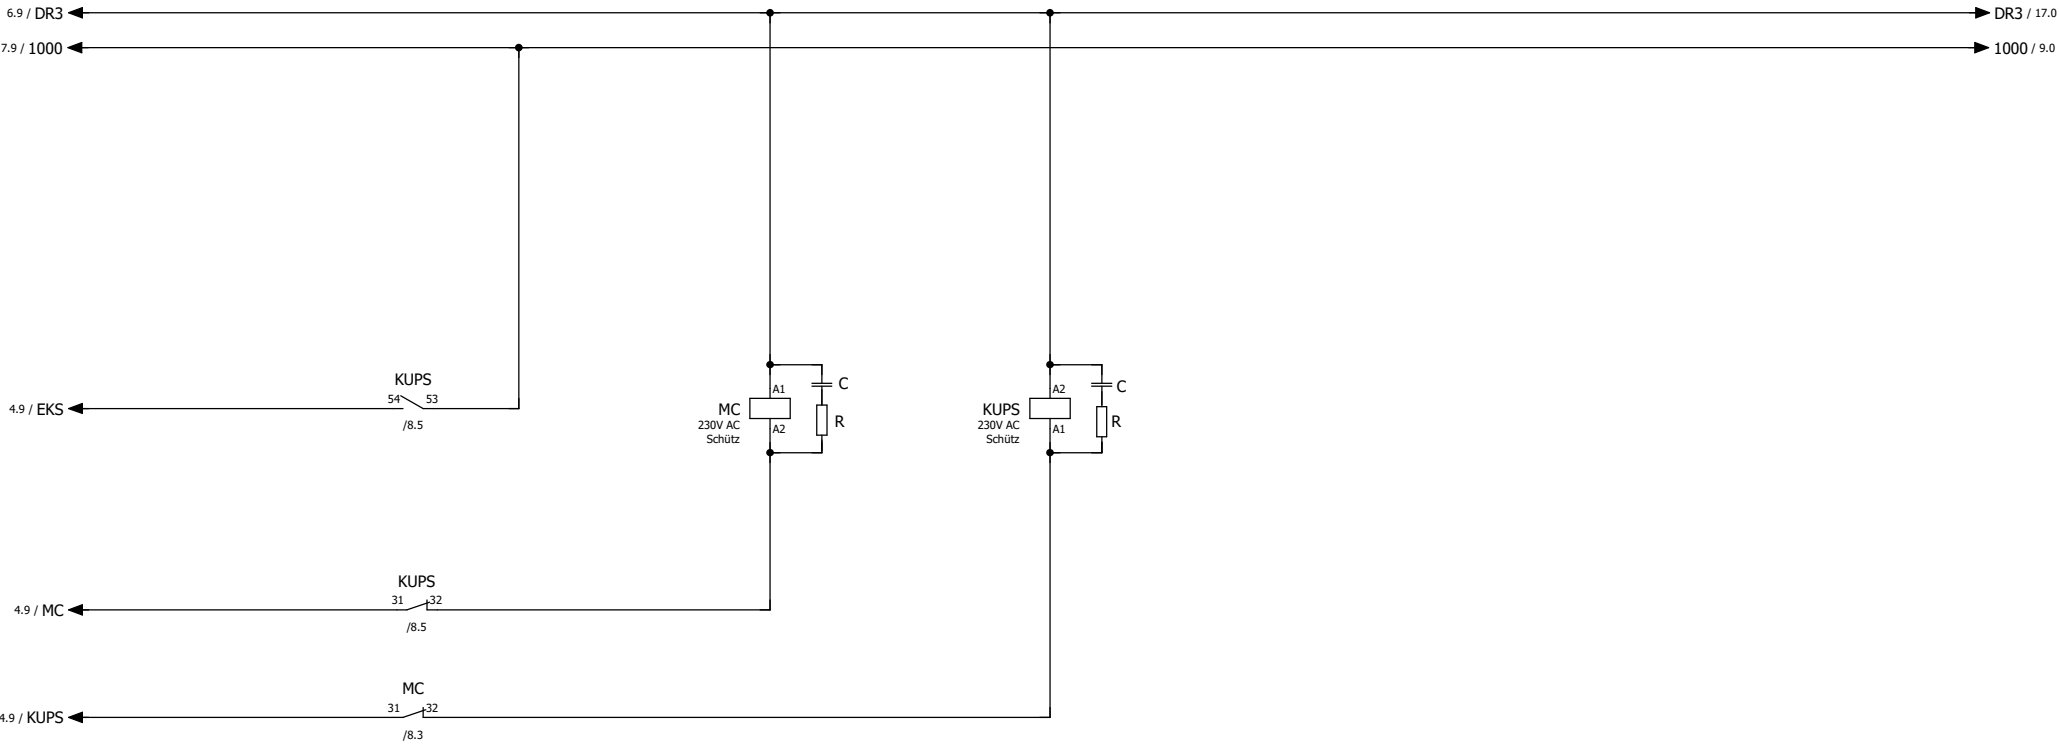 6.9 / DR3
DR3 / 17.0
7.9 / 1000
1000 / 9.0
KUPS
54 53
4.9 / EKS
/8.5
A1
C
MC
230V AC
Schütz
R
A2
A2
C
KUPS
230V AC
Schütz
R
A1
KUPS
31 32
4.9 / MC
/8.5
MC
31 32
4.9 / KUPS
/8.3